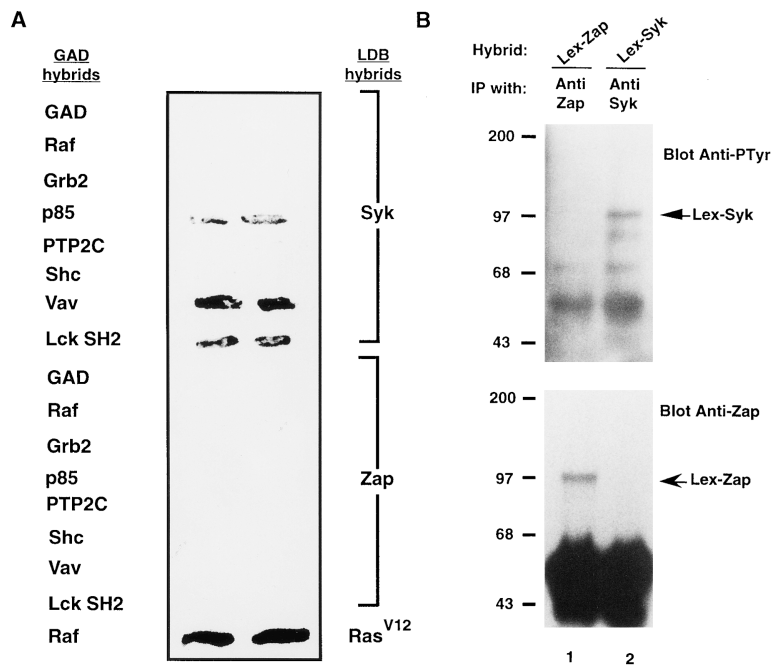 A
GAD
hybrids
LDB
hybrids
GAD
Raf
Grb2
p85
PTP2C
Shc
Vav
Lck SH2
Syk
GAD
Raf
Grb2
p85
PTP2C
Shc
Vav
Lck SH2
Zap
Raf
RasV12
B
Hybrid:
Lex-Zap
Lex-Syk
IP with:
Anti
Zap
Anti
Syk
200
97
68
43
Blot Anti-PTyr
Lex-Syk
200
97
68
43
Blot Anti-Zap
Lex-Zap
1 2